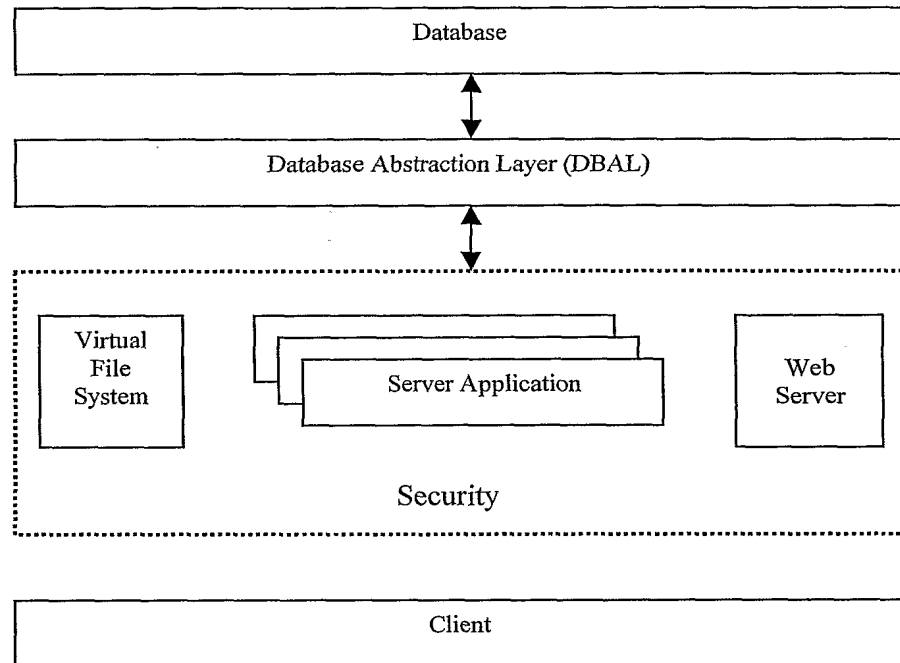 Database
Database Abstraction Layer (DBAL)
Virtual
File
System
Server Application
Web
Server
Security
Client